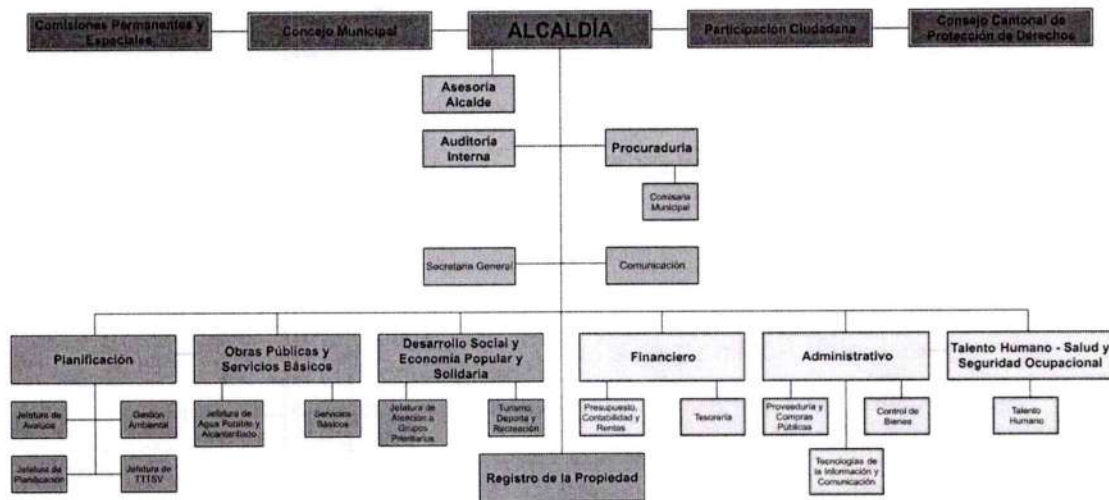 Comisiones Permanentes y
Especiales
Concejo Municipal
ALCALDÍA
Participación Ciudadana
Consejo Cantonal de
Protección de Derechos
Asesoría
Alcalde
Auditoría
Interna
Procuraduría
Comisaría
Municipal
Secretaría General
Comunicación
Planificación
Obras Públicas y
Servicios Básicos
Desarrollo Social y
Economía Popular y
Solidaria
Financiero
Administrativo
Talento Humano - Salud y
Seguridad Ocupacional
Jefatura de
Avalúos
Gestión
Ambiental
Jefatura de
Agua Potable y
Alcantarillado
Servicios
Básicos
Jefatura de
Atención a
Grupos
Prioritarios
Turismo,
Deporte y
Recreación
Presupuesto,
Contabilidad y
Rentas
Tesorería
Proveeduría y
Compras
Públicas
Control de
Bienes
Talento
Humano
Jefatura de
Planificación
Jefatura de
TTTSV
Registro de la Propiedad
Tecnologías de
la Información y
Comunicación